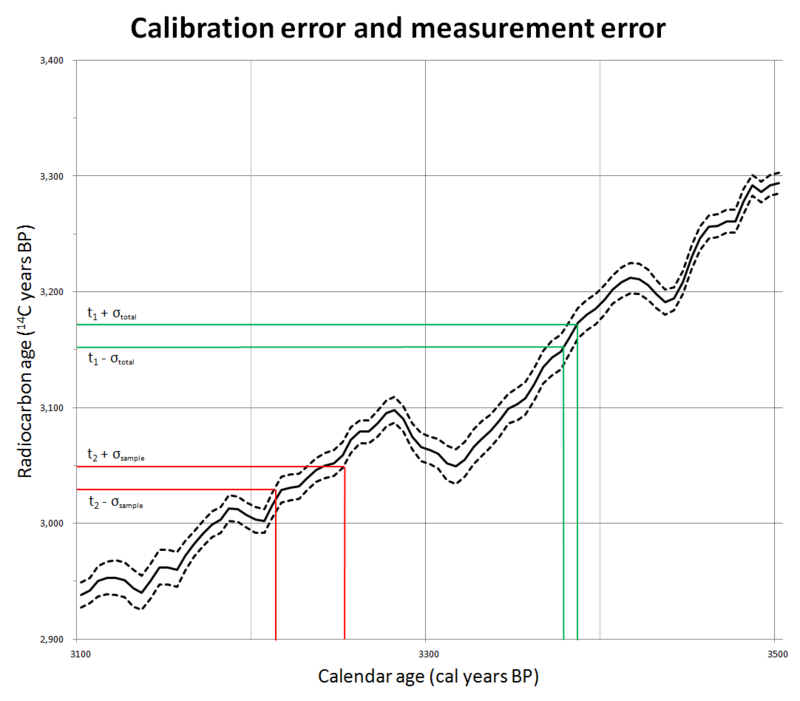 Calibration error and measurement error
3,400
3,300
3,200
3,100
3,000
2,900
Radiocarbon age (¹⁴C years BP)
t₁ + σtotal
t₁ - σtotal
t₂ + σsample
t₂ - σsample
3100
3300
3500
Calendar age (cal years BP)